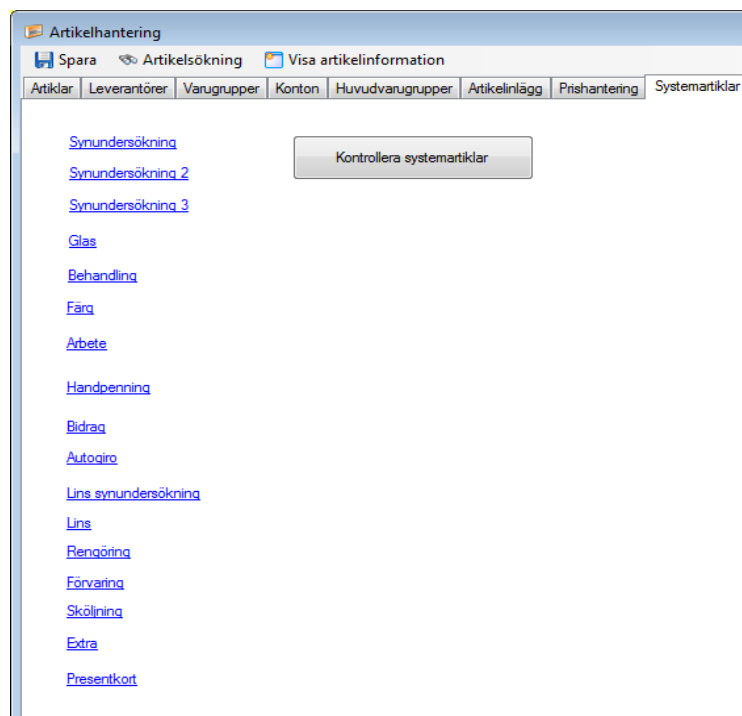 Artikelhantering
Spara Artikelsökning Visa artikelinformation
Artiklar Leverantörer Varugrupper Konton Huvudvarugrupper Artikelinlägg Prishantering Systemartiklar
Synundersökning
Kontrollera systemartiklar
Synundersökning 2
Synundersökning 3
Glas
Behandling
Färg
Arbete
Handpenning
Bidrag
Autogiro
Lins synundersökning
Lins
Rengöring
Förvaring
Sköljning
Extra
Presentkort